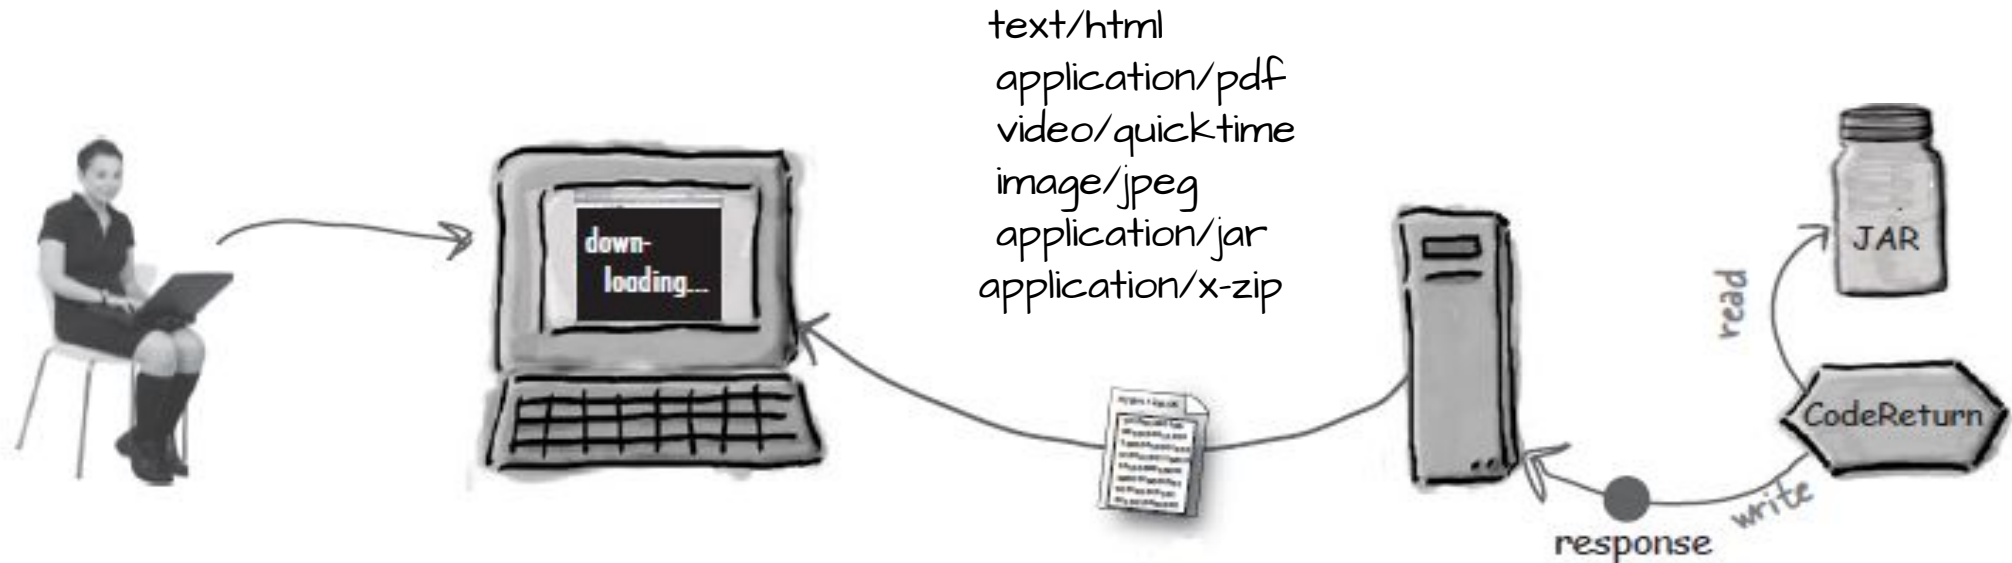 text/html
application/pdf
video/quicktime
image/jpeg
application/jar
application/x-zip
down-
loading...
JAR
read
CodeReturn
write
response